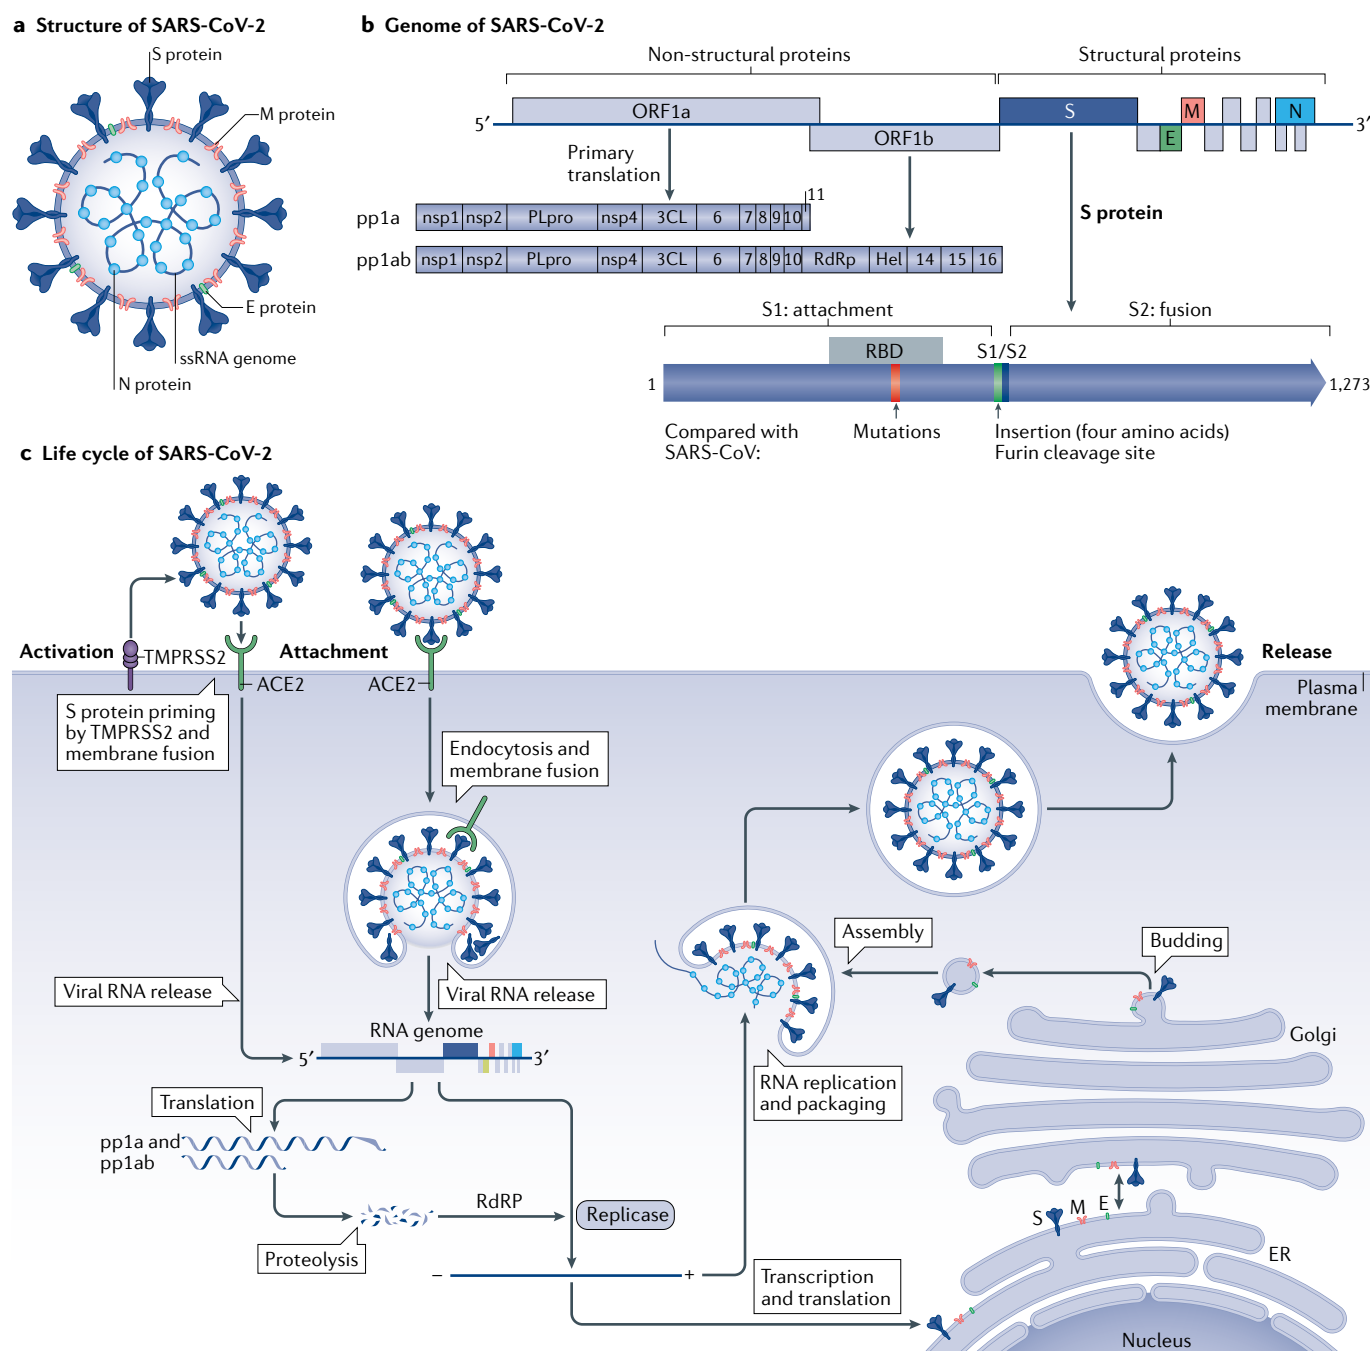 a Structure of SARS-CoV-2
S protein
M protein
E protein
ssRNA genome
N protein
b Genome of SARS-CoV-2
Non-structural proteins
Structural proteins
5′
ORF1a
ORF1b
S
E
M
N
3′
Primary
translation
11
pp1a
nsp1 nsp2 PLpro nsp4 3CL 6 7 8 9 10
pp1ab
nsp1 nsp2 PLpro nsp4 3CL 6 7 8 9 10 RdRp Hel 14 15 16
S protein
S1: attachment
S2: fusion
RBD
S1/S2
1
1,273
Compared with
SARS-CoV:
Mutations
Insertion (four amino acids)
Furin cleavage site
c Life cycle of SARS-CoV-2
Activation
TMPRSS2
Attachment
ACE2
ACE2
S protein priming
by TMPRSS2 and
membrane fusion
Endocytosis and
membrane fusion
Release
Plasma
membrane
Viral RNA release
Viral RNA release
RNA genome
5′
3′
Translation
pp1a and
pp1ab
Proteolysis
RdRP
Replicase
–
+
Assembly
Budding
RNA replication
and packaging
Golgi
S
M
E
ER
Transcription
and translation
Nucleus